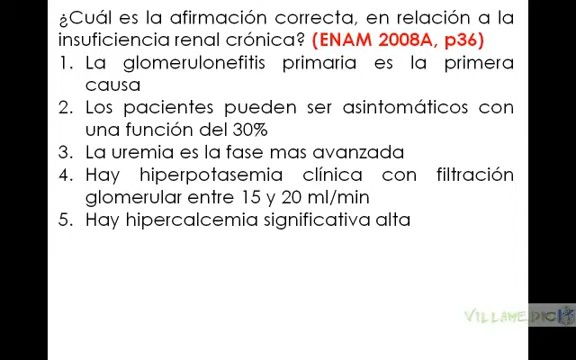 ¿Cuál es la afirmación correcta, en relación a la
insuficiencia renal crónica? (ENAM 2008A, p36)
1. La glomerulonefitis primaria es la primera
causa
2. Los pacientes pueden ser asintomáticos con
una función del 30%
3. La uremia es la fase mas avanzada
4. Hay hiperpotasemia clínica con filtración
glomerular entre 15 y 20 ml/min
5. Hay hipercalcemia significativa alta
VILLAMEDIC